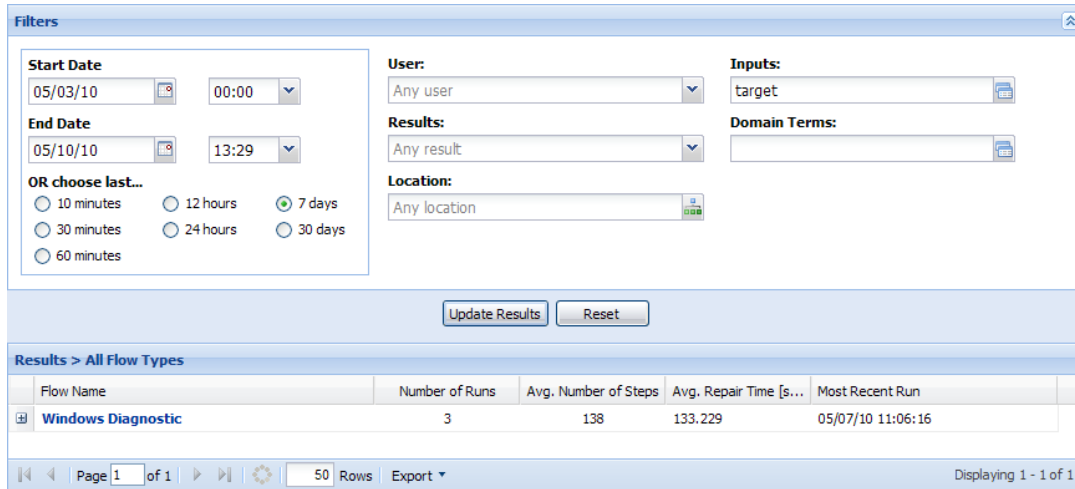 Filters
Start Date
05/03/10 00:00
End Date
05/10/10 13:29
OR choose last...
10 minutes 12 hours 7 days
30 minutes 24 hours 30 days
60 minutes
User:
Any user
Results:
Any result
Location:
Any location
Inputs:
target
Domain Terms:
Update Results Reset
Results > All Flow Types
Flow Name Number of Runs Avg. Number of Steps Avg. Repair Time [s... Most Recent Run
Windows Diagnostic 3 138 133.229 05/07/10 11:06:16
Page 1 of 1 50 Rows Export Displaying 1 - 1 of 1